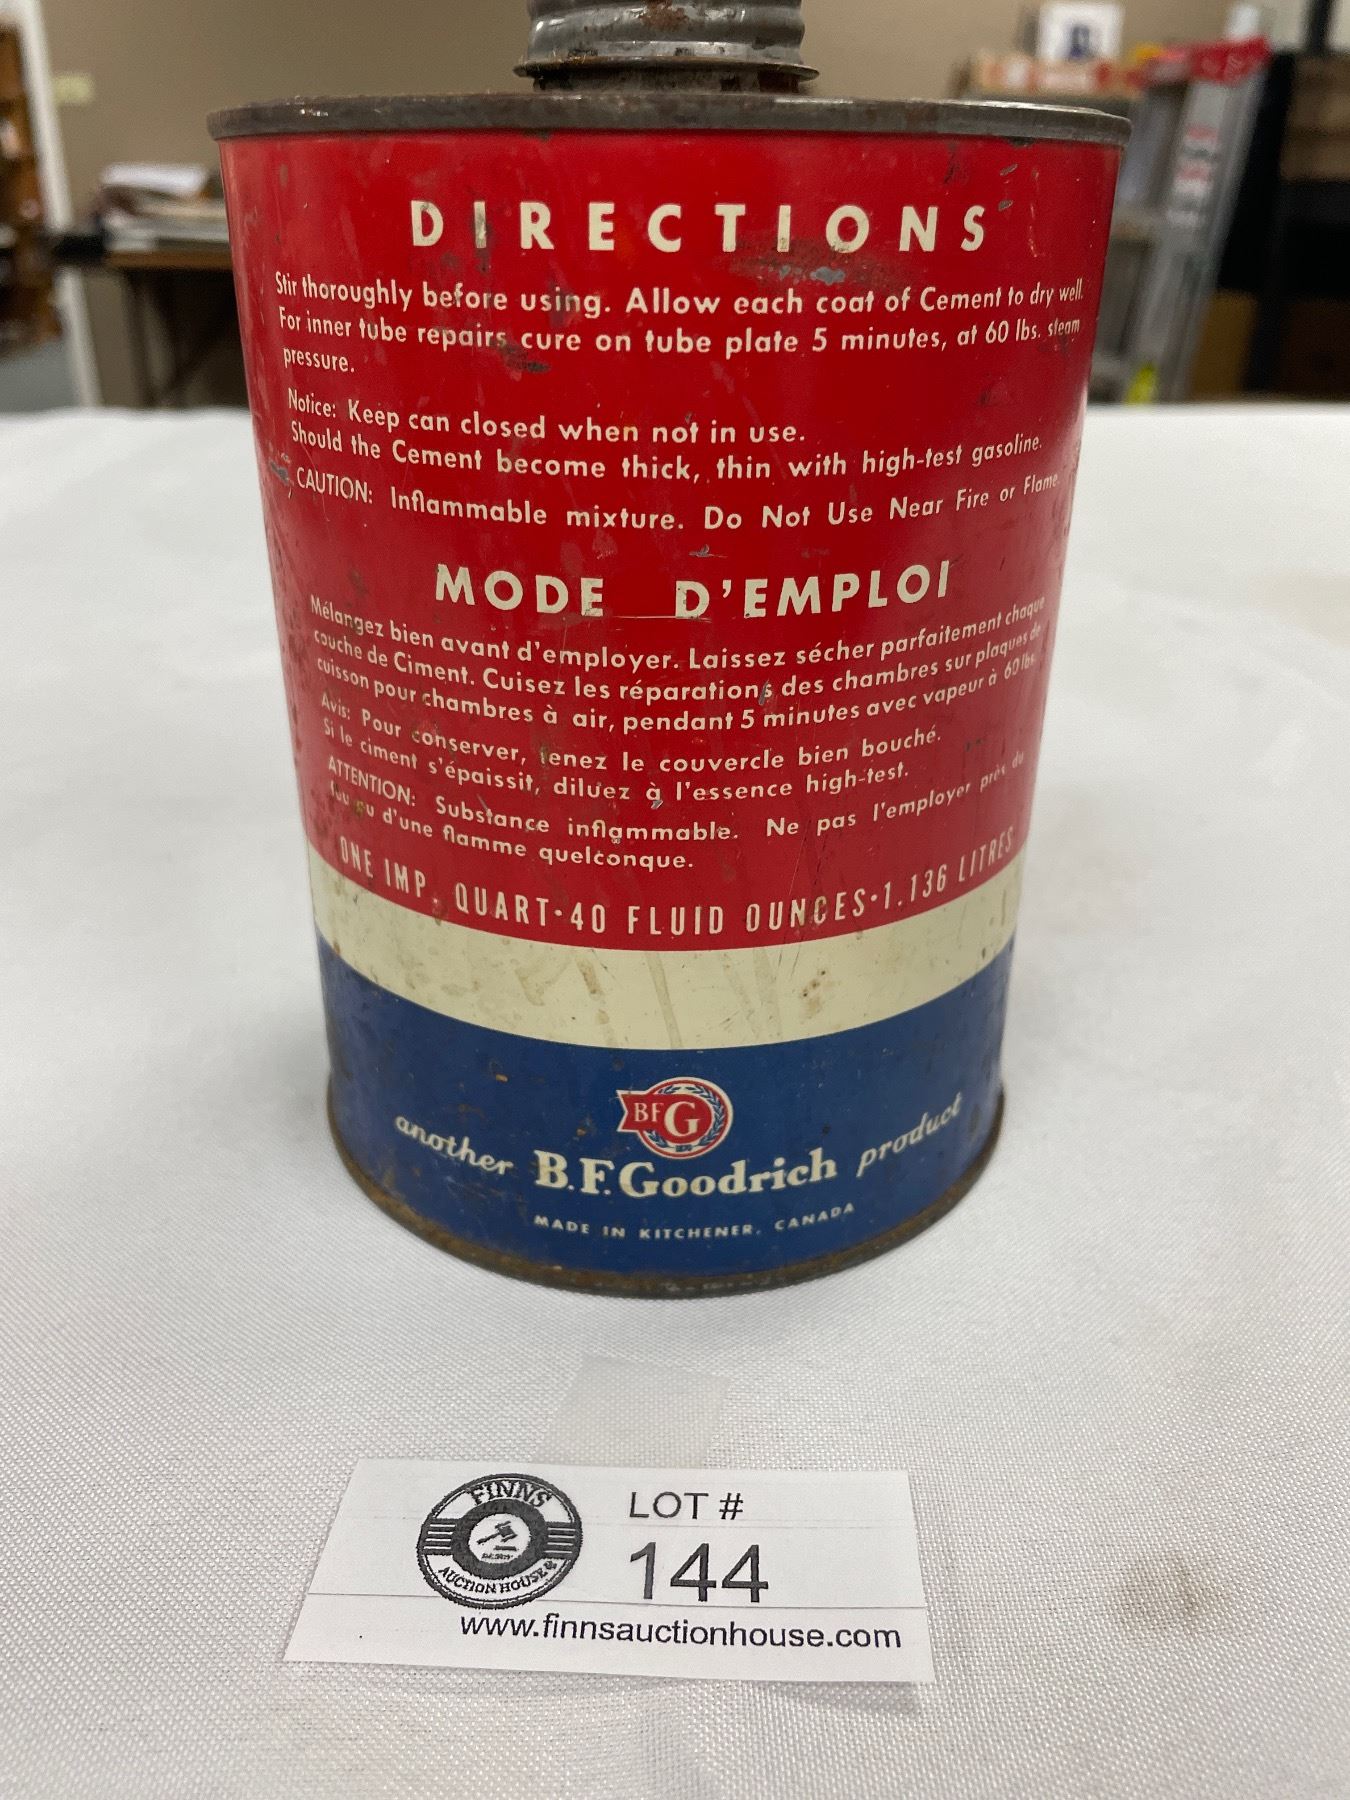 DIRECTIONS
Stir thoroughly before using. Allow each coat of Cement to dry well.
For inner tube repairs cure on tube plate 5 minutes, at 60 lbs. steam
pressure.
Notice: Keep can closed when not in use.
Should the Cement become thick, thin with high-test gasoline.
CAUTION: Inflammable mixture. Do Not Use Near Fire or Flame.
MODE D'EMPLOI
Mélangez bien avant d'employer. Laissez sécher parfaitement chaque
couche de Ciment. Cuisez les réparations des chambres sur plaques de
cuisson pour chambres à air, pendant 5 minutes avec vapeur à 60 lbs.
Avis: Pour conserver, tenez le couvercle bien bouché.
Si le ciment s'épaissit, diluez à l'essence high-test.
ATTENTION: Substance inflammable. Ne pas l'employer près du
feu ou d'une flamme quelconque.
ONE IMP. QUART·40 FLUID OUNCES·1.136 LITRES
BFG
another B.F.Goodrich product
MADE IN KITCHENER, CANADA
FINNS
AUCTION HOUSE
LOT #
144
www.finnsauctionhouse.com